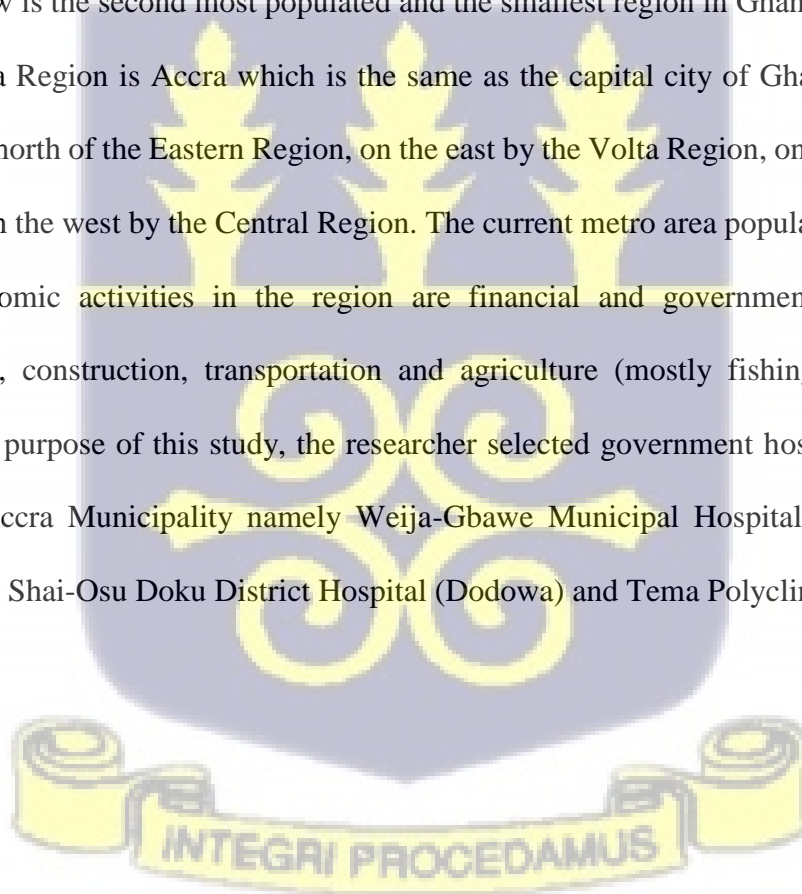 is the second most populated and the smallest region in Ghan
Region is Accra which is the same as the capital city of Gha
north of the Eastern Region, on the east by the Volta Region, on
the west by the Central Region. The current metro area popula
omic activities in the region are financial and governmen
, construction, transportation and agriculture (mostly fishing
purpose of this study, the researcher selected government hos
ccra Municipality namely Weija-Gbawe Municipal Hospital
Shai-Osu Doku District Hospital (Dodowa) and Tema Polyclin
INTEGRI PROCEDAMUS